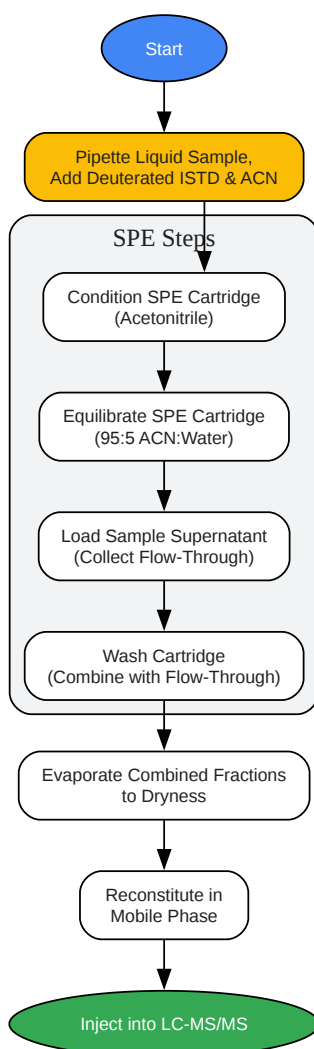 Start
Pipette Liquid Sample,
Add Deuterated ISTD & ACN
SPE Steps
Condition SPE Cartridge
(Acetonitrile)
Equilibrate SPE Cartridge
(95:5 ACN:Water)
Load Sample Supernatant
(Collect Flow-Through)
Wash Cartridge
(Combine with Flow-Through)
Evaporate Combined Fractions
to Dryness
Reconstitute in
Mobile Phase
Inject into LC-MS/MS